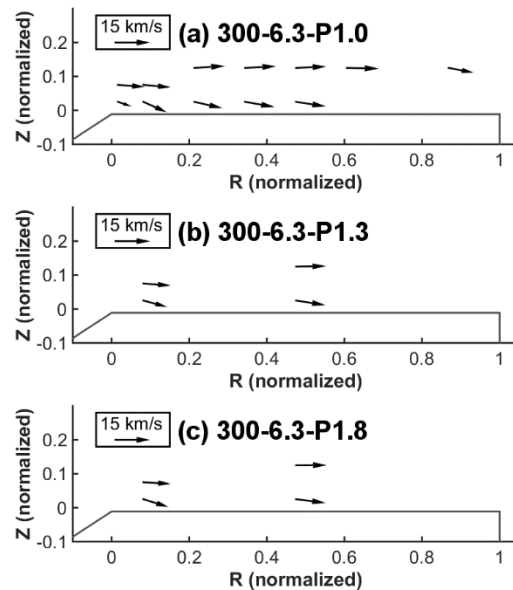 15 km/s
(a) 300-6.3-P1.0
Z (normalized)
0.2
0.1
0
-0.1
0 0.2 0.4 0.6 0.8 1
R (normalized)
15 km/s
(b) 300-6.3-P1.3
Z (normalized)
0.2
0.1
0
-0.1
0 0.2 0.4 0.6 0.8 1
R (normalized)
15 km/s
(c) 300-6.3-P1.8
Z (normalized)
0.2
0.1
0
-0.1
0 0.2 0.4 0.6 0.8 1
R (normalized)